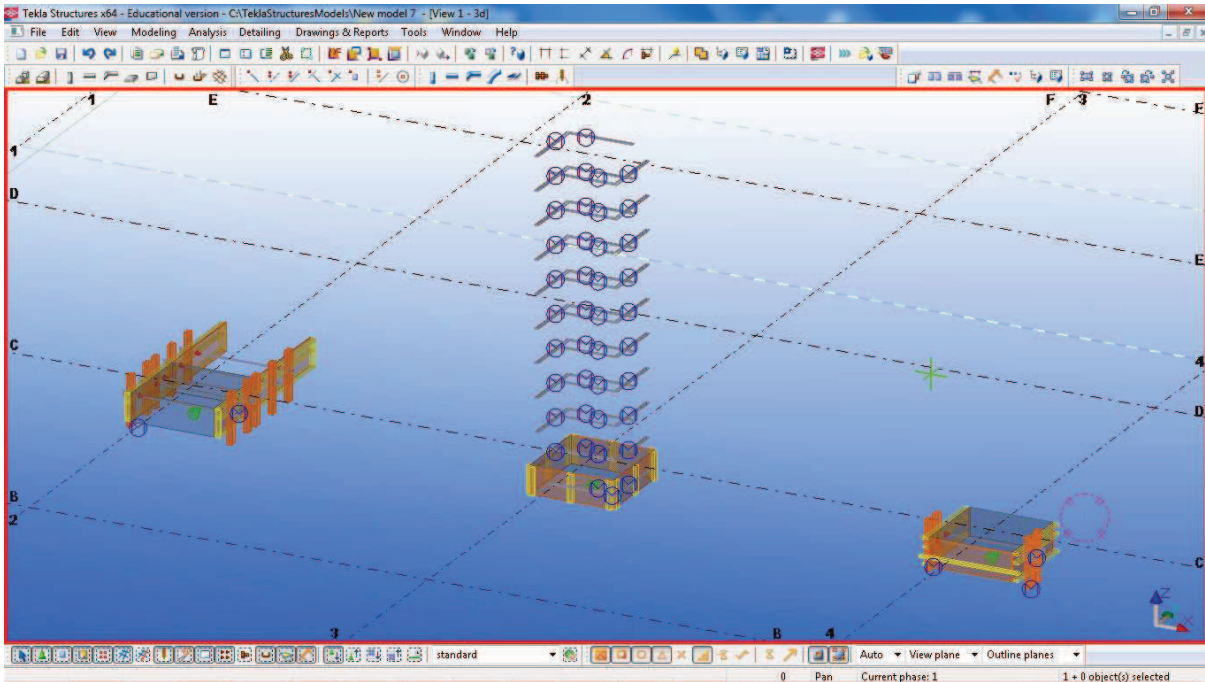 Tekla Structures x64 - Educational version - C:\TeklaStructuresModels\New model 7 - [View 1 - 3d]
File Edit View Modeling Analysis Detailing Drawings & Reports Tools Window Help
1 E 2 F 3
E
1
D
E
C
4
D
B
2
C
Z
X
3 B 4
standard Auto View plane Outline planes
0 Pan Current phase: 1 1 + 0 object(s) selected